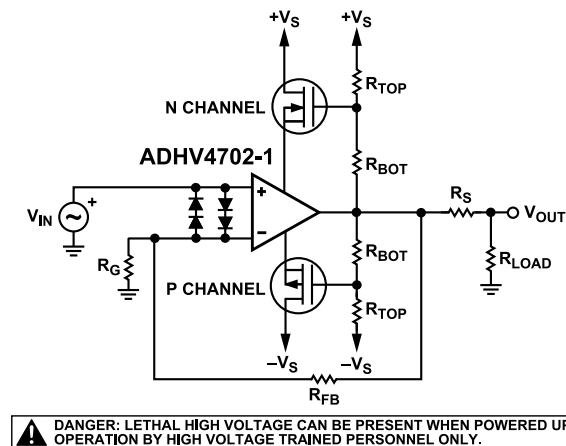 +VS
+VS
RTOP
N CHANNEL
RBOT
ADHV4702-1
VIN
+
+
−
RS
VOUT
RG
RBOT
RLOAD
P CHANNEL
RTOP
−VS
−VS
RFB
DANGER: LETHAL HIGH VOLTAGE CAN BE PRESENT WHEN POWERED UP
OPERATION BY HIGH VOLTAGE TRAINED PERSONNEL ONLY.